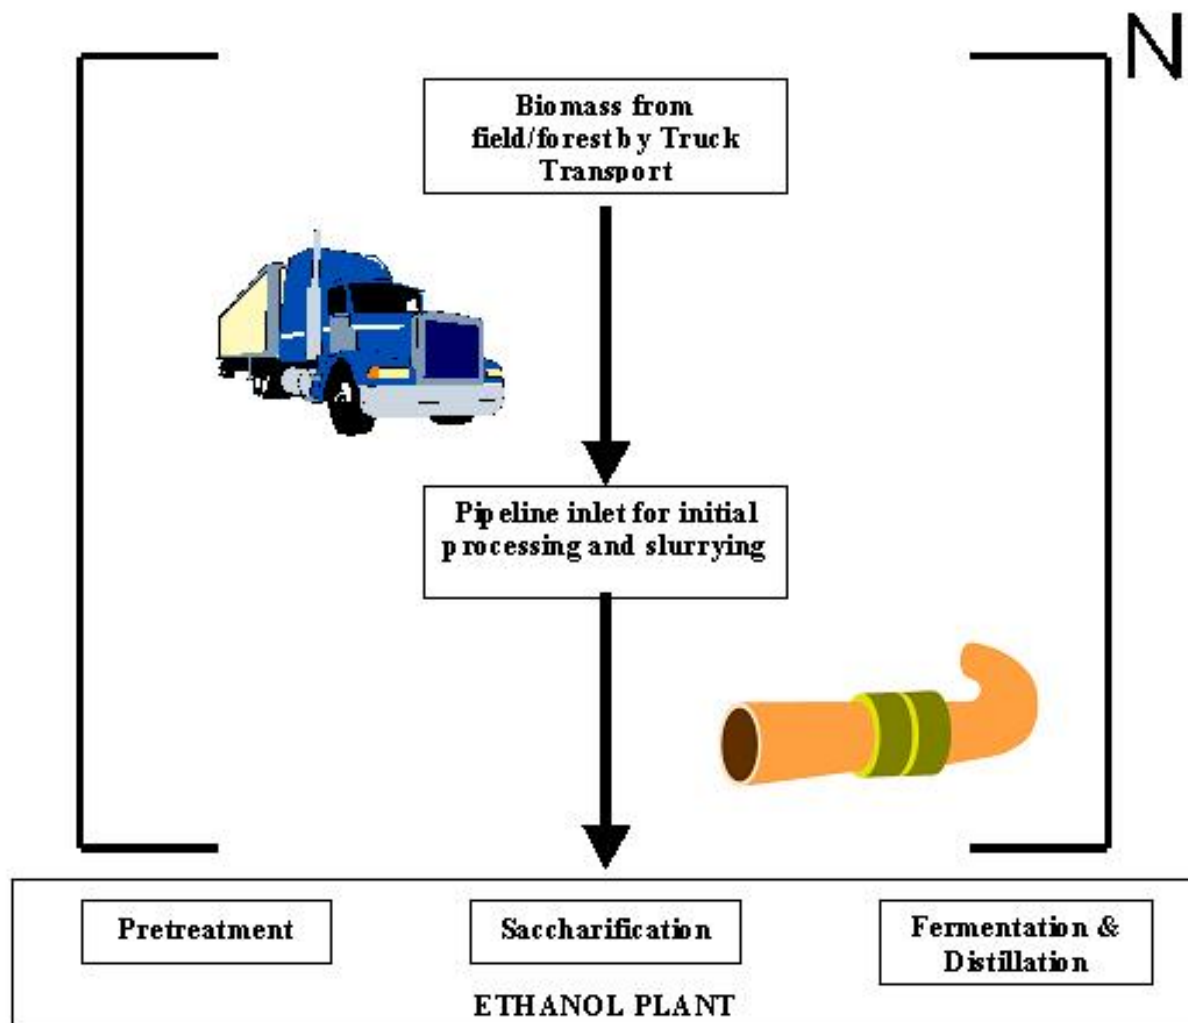 N
Biomass from
field/forest by Truck
Transport
Pipeline inlet for initial
processing and slurrying
Pretreatment
Saccharification
Fermentation &
Distillation
ETHANOL PLANT